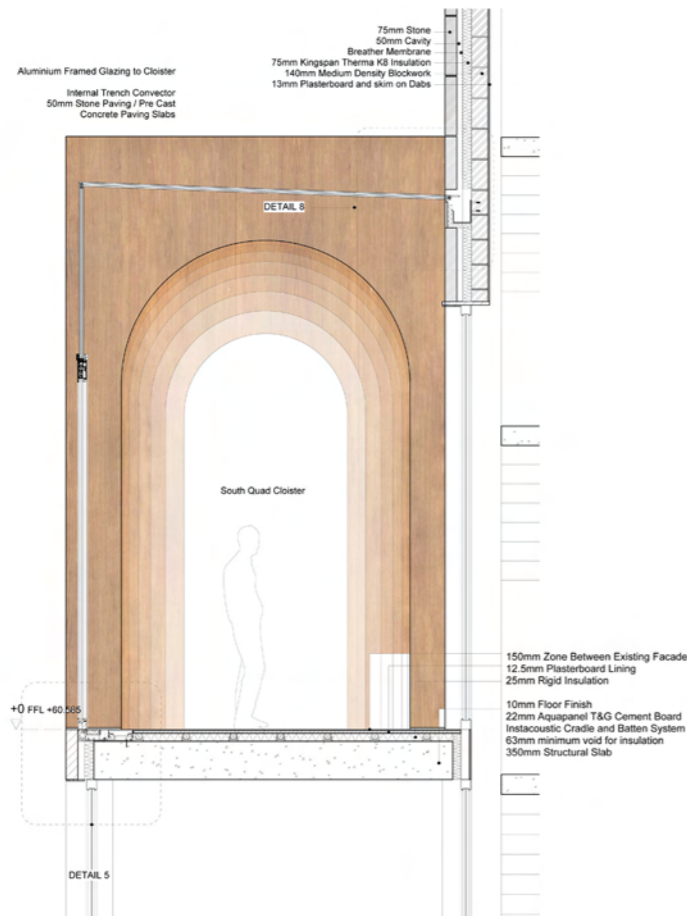 75mm Stone
50mm Cavity
Breather Membrane
75mm Kingspan Therma K8 Insulation
140mm Medium Density Blockwork
13mm Plasterboard and skim on Dabs
Aluminium Framed Glazing to Cloister
Internal Trench Convector
50mm Stone Paving / Pre Cast
Concrete Paving Slabs
DETAIL 8
South Quad Cloister
150mm Zone Between Existing Facade
12.5mm Plasterboard Lining
25mm Rigid Insulation
+0 FFL +60.585
10mm Floor Finish
22mm Aquapanel T&G Cement Board
Instacoustic Cradle and Batten System
63mm minimum void for insulation
350mm Structural Slab
DETAIL 5